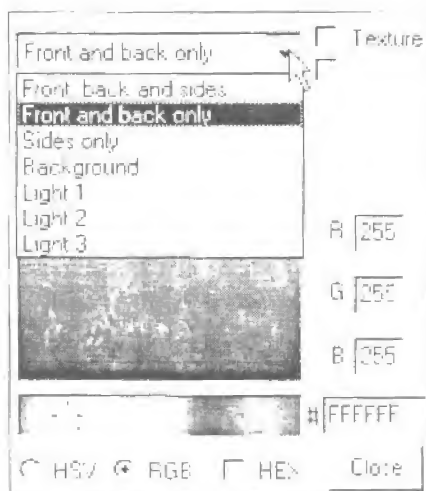 Front and back only
Texture
Front, back and sides
Front and back only
Sides only
Background
Light 1
Light 2
Light 3
R 255
G 255
B 255
# FFFFFF
HSV RGB HEX Close